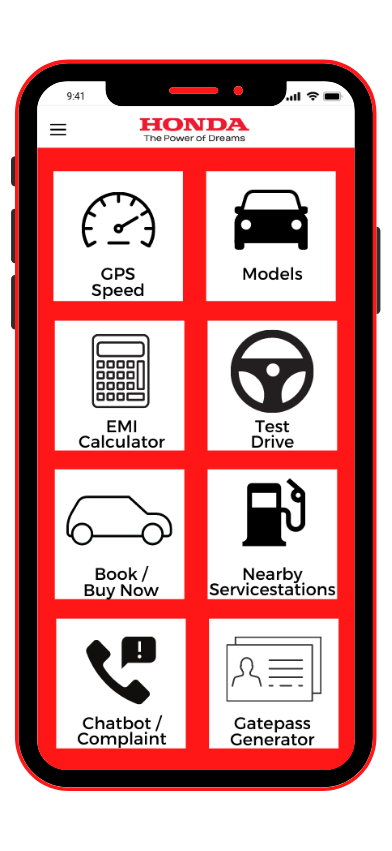 9:41
HONDA
The Power of Dreams
GPS
Speed
Models
EMI
Calculator
Test
Drive
Book /
Buy Now
Nearby
Servicestations
!
Chatbot /
Complaint
Gatepass
Generator